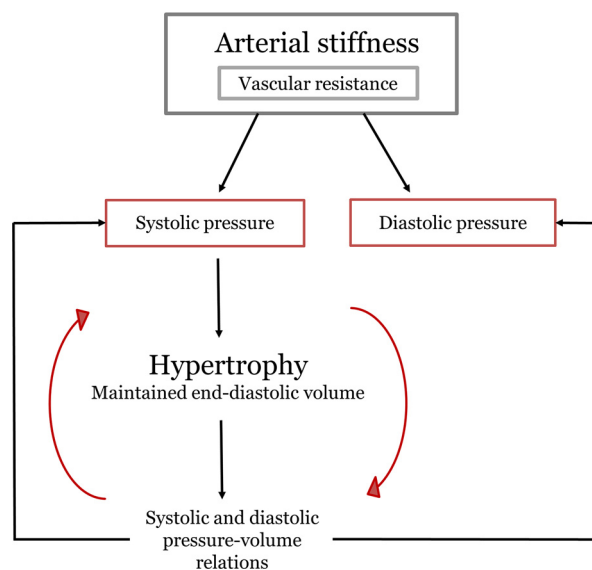 Arterial stiffness
Vascular resistance
Systolic pressure
Diastolic pressure
Hypertrophy
Maintained end-diastolic volume
Systolic and diastolic
pressure-volume
relations